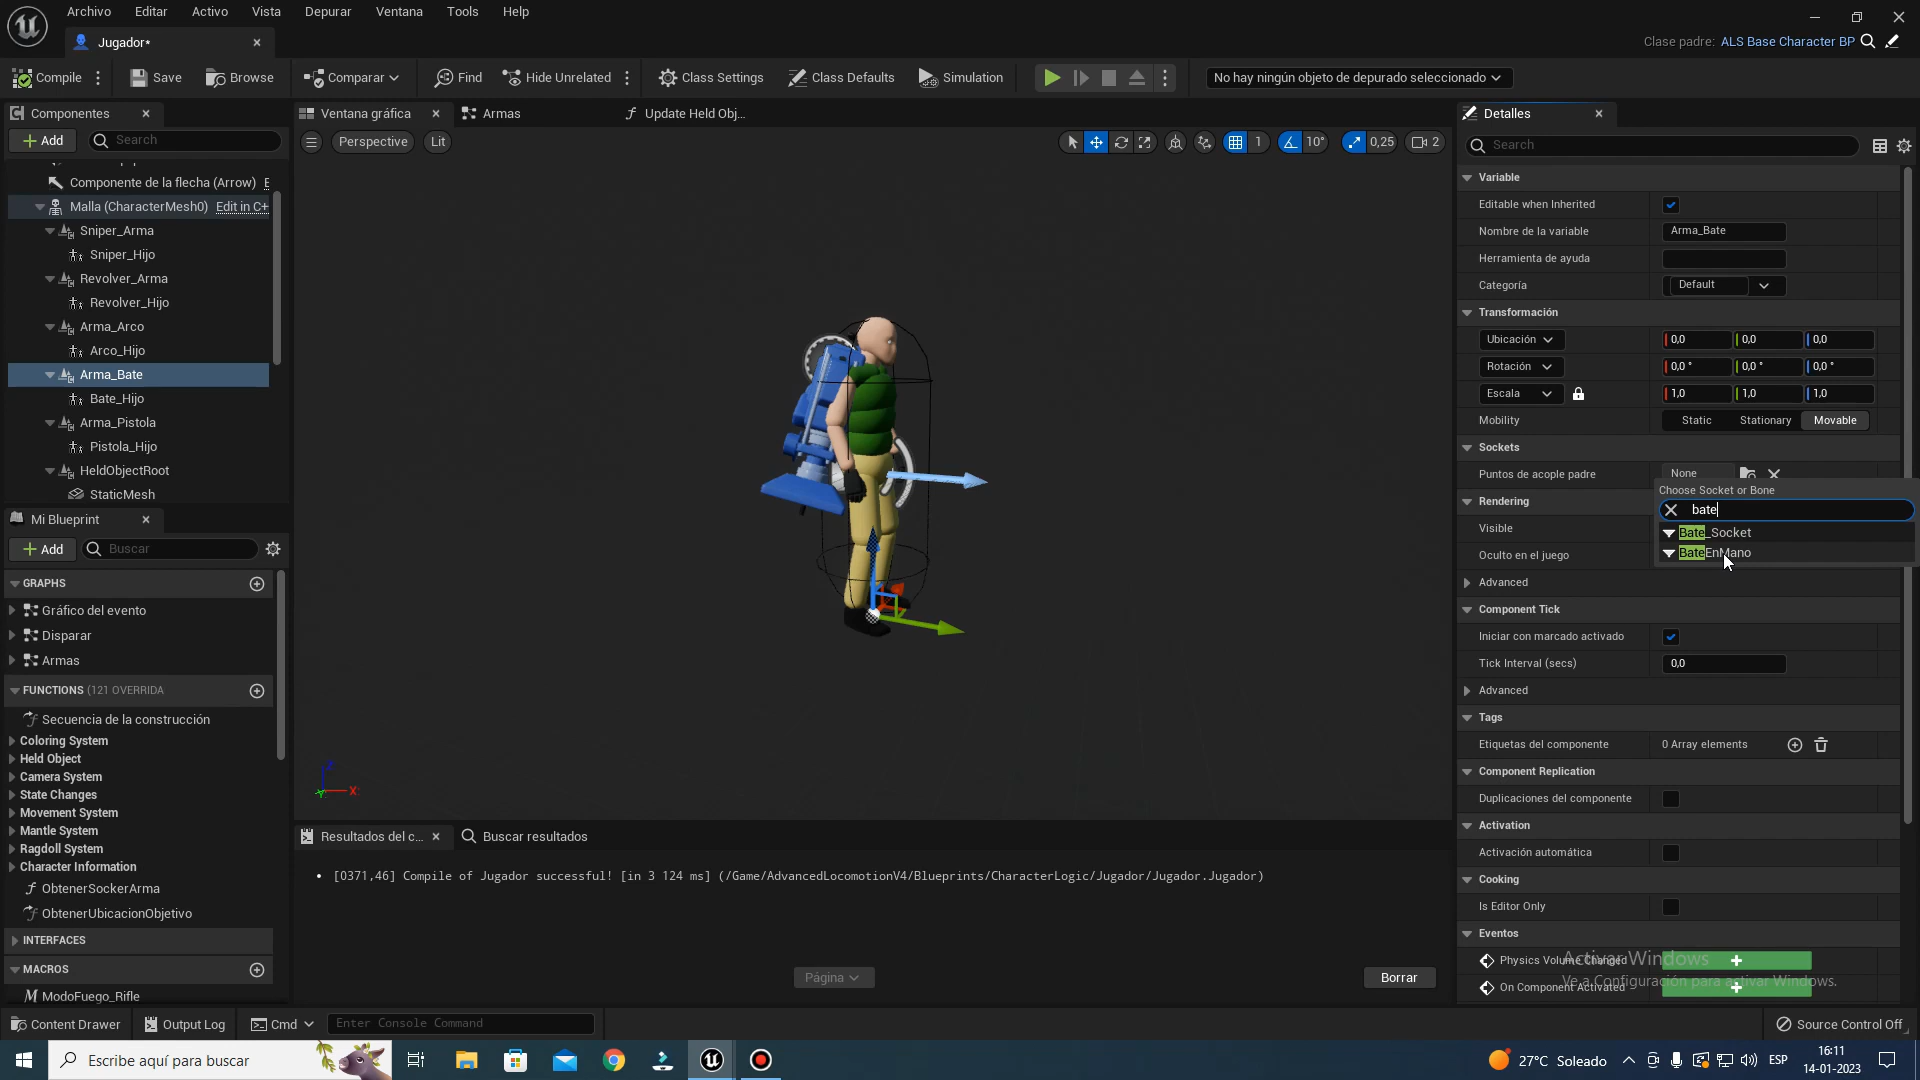 Archivo Editar Activo Vista Depurar Ventana Tools Help
Jugador*
Clase padre: ALS Base Character BP
Compile Save Browse Comparar Find Hide Unrelated Class Settings Class Defaults Simulation No hay ningún objeto de depurado seleccionado
Componentes
Add Search
Componente de la flecha (Arrow) E
Malla (CharacterMesh0) Edit in C+
Sniper_Arma
Sniper_Hijo
Revolver_Arma
Revolver_Hijo
Arma_Arco
Arco_Hijo
Arma_Bate
Bate_Hijo
Arma_Pistola
Pistola_Hijo
HeldObjectRoot
StaticMesh
Mi Blueprint
Add Buscar
GRAPHS
Gráfico del evento
Disparar
Armas
FUNCTIONS (121 OVERRIDA
Secuencia de la construcción
Coloring System
Held Object
Camera System
State Changes
Movement System
Mantle System
Ragdoll System
Character Information
ObtenerSockerArma
ObtenerUbicacionObjetivo
INTERFACES
MACROS
ModoFuego_Rifle
Ventana gráfica Armas Update Held Obj...
Perspective Lit 1 10° 0,25 2
Z
X
Y
Resultados del c... Buscar resultados
• [0371,46] Compile of Jugador successful! [in 3 124 ms] (/Game/AdvancedLocomotionV4/Blueprints/CharacterLogic/Jugador/Jugador.Jugador)
Página Borrar
Detalles
Search
Variable
Editable when Inherited
Nombre de la variable Arma_Bate
Herramienta de ayuda
Categoría Default
Transformación
Ubicación 0,0 0,0 0,0
Rotación 0,0 ° 0,0 ° 0,0 °
Escala 1,0 1,0 1,0
Mobility Static Stationary Movable
Sockets
Puntos de acople padre None
Choose Socket or Bone
bate
Bate_Socket
BateEnMano
Rendering
Visible
Oculto en el juego
Advanced
Component Tick
Iniciar con marcado activado
Tick Interval (secs) 0,0
Advanced
Tags
Etiquetas del componente 0 Array elements
Component Replication
Duplicaciones del componente
Activation
Activación automática
Cooking
Is Editor Only
Eventos
Physics Volume Changed
On Component Activated
Activar Windows
Ve a Configuración para activar Windows.
Content Drawer Output Log Cmd Enter Console Command Source Control Off
Escribe aquí para buscar
27°C Soleado ESP
16:11
14-01-2023